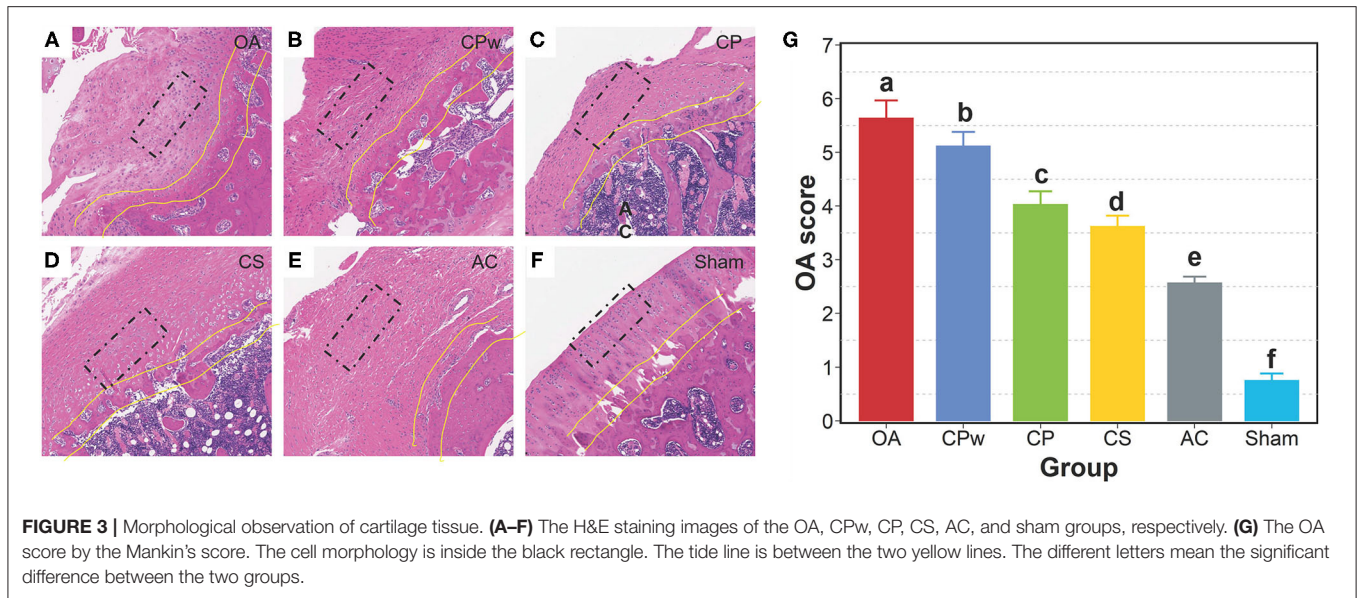 A
OA
B
CPw
C
CP
A
C
D
CS
E
AC
F
Sham
G
7
6
5
4
3
2
1
0
OA score
a
b
c
d
e
f
OA CPw CP CS AC Sham
Group
FIGURE 3 | Morphological observation of cartilage tissue. (A–F) The H&E staining images of the OA, CPw, CP, CS, AC, and sham groups, respectively. (G) The OA
score by the Mankin's score. The cell morphology is inside the black rectangle. The tide line is between the two yellow lines. The different letters mean the significant
difference between the two groups.